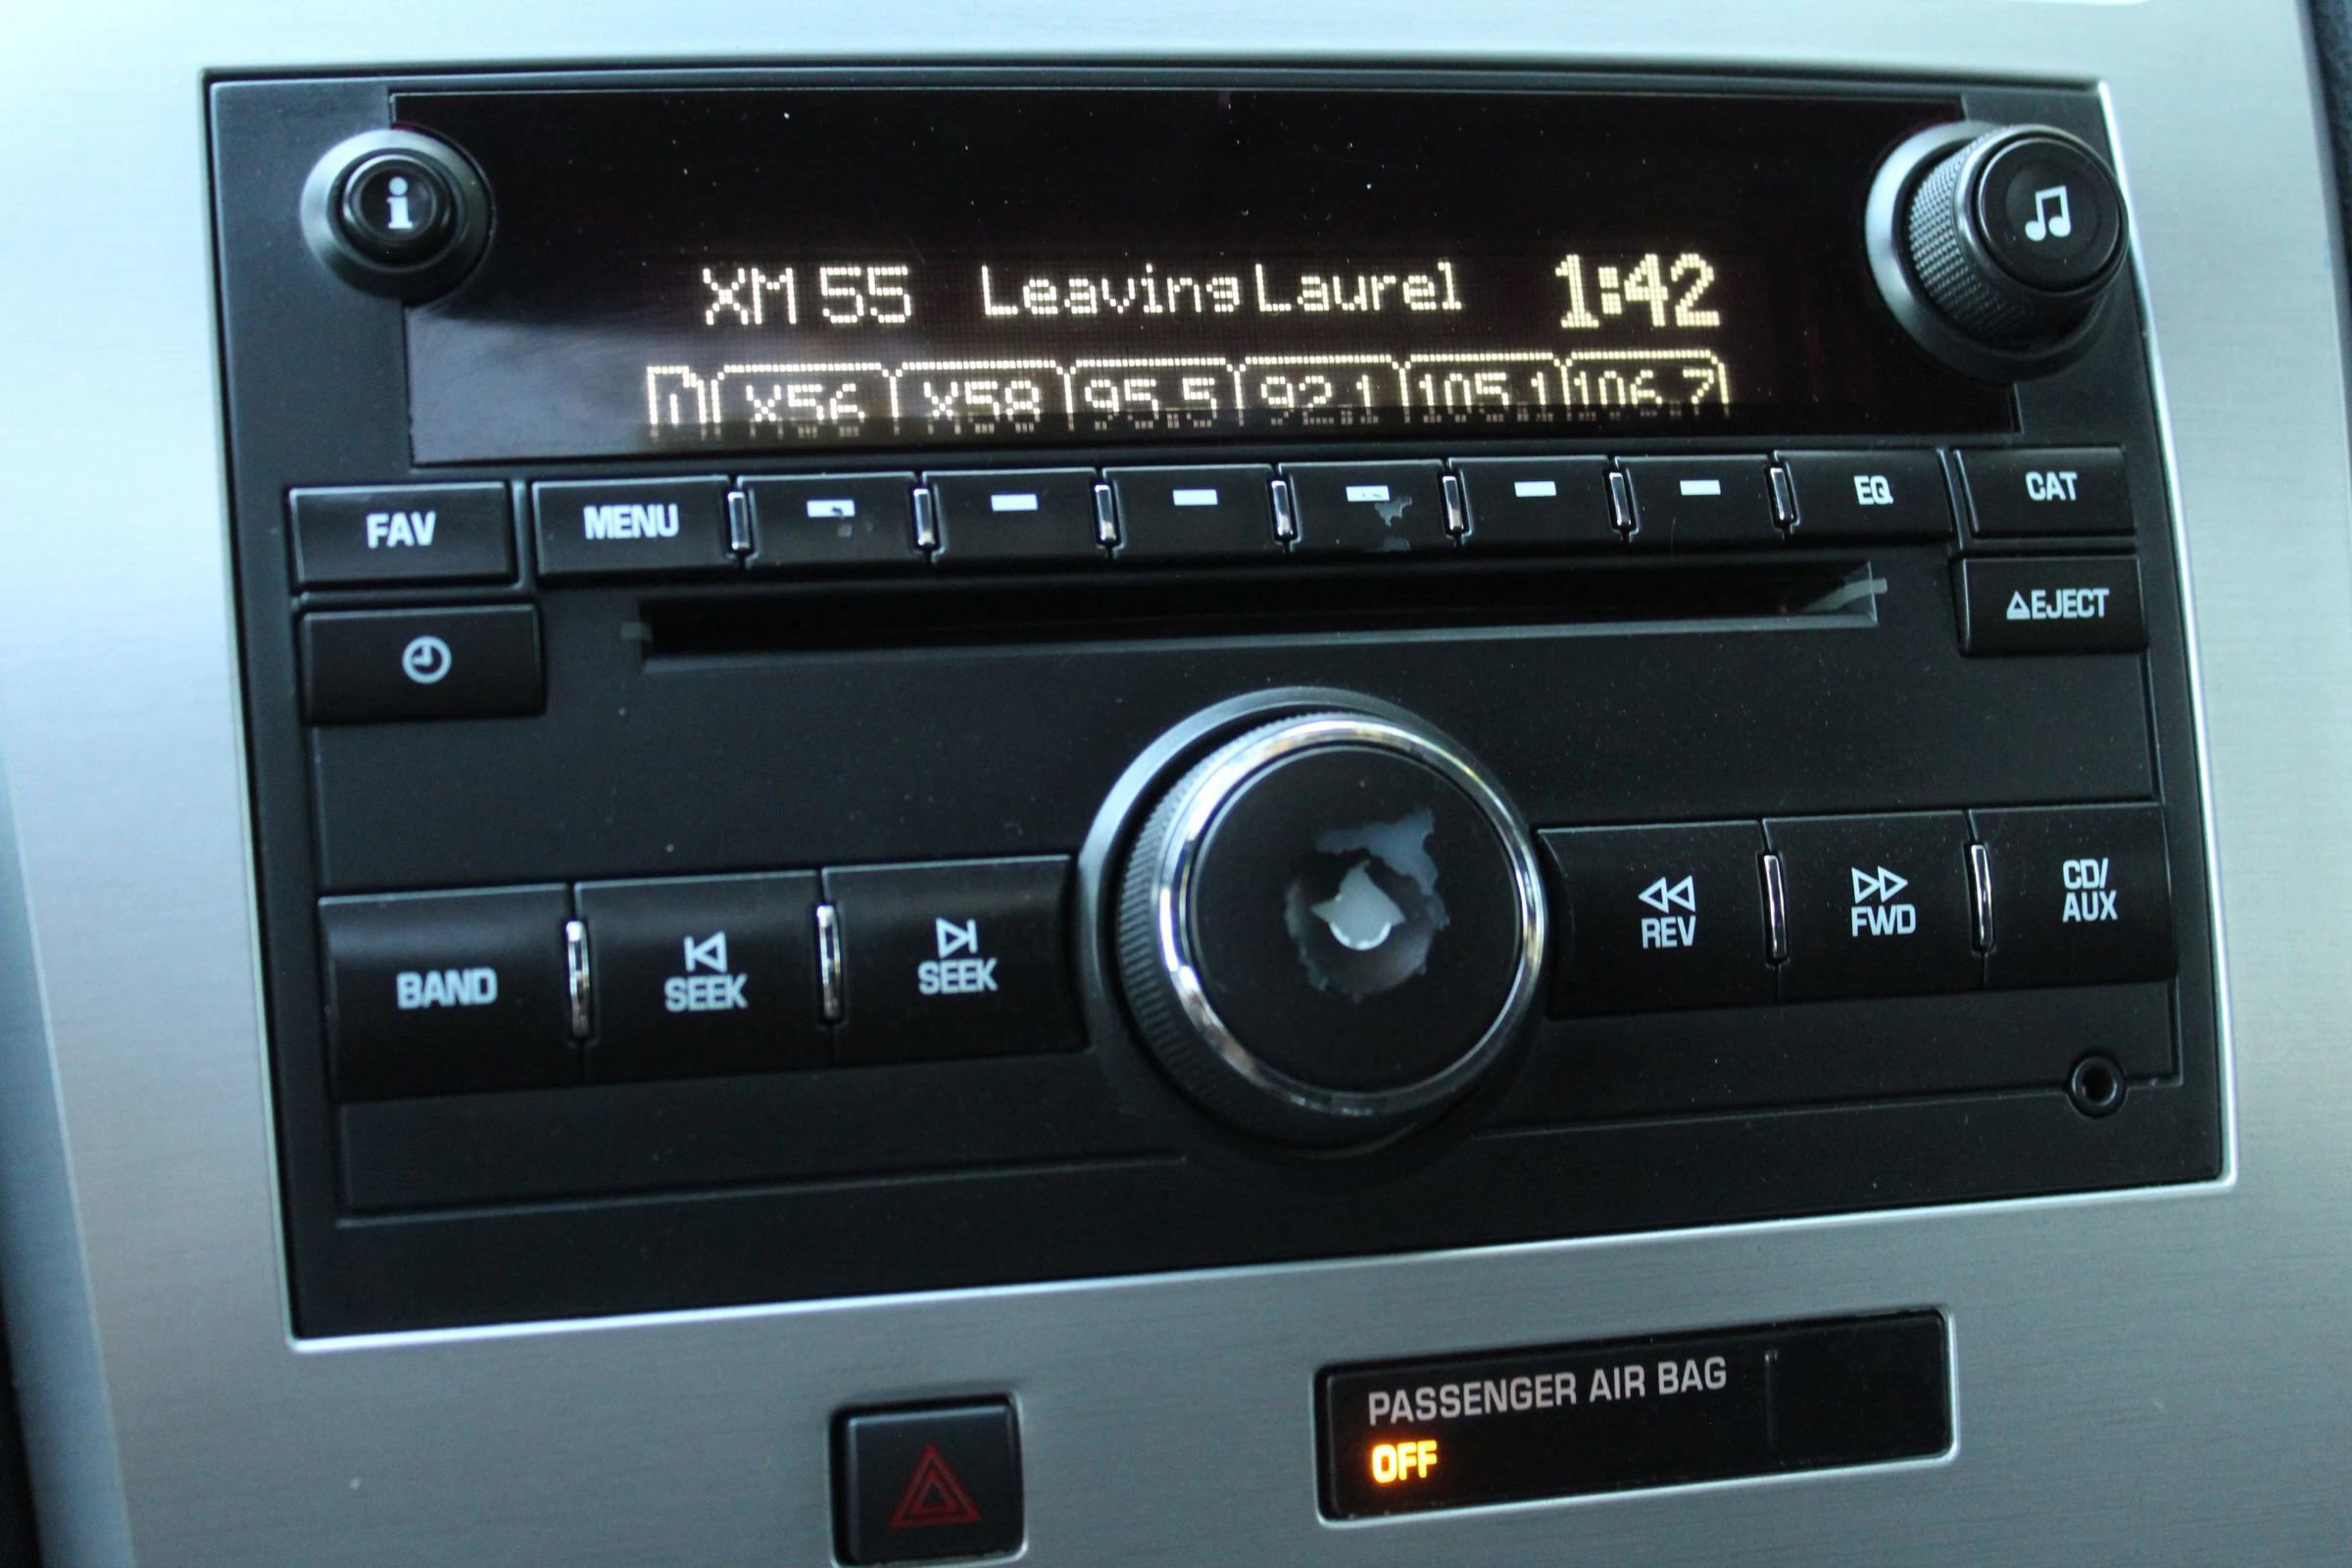 i
XM 55 Leaving Laurel 1:42
X56 X58 95.5 92.1 105.1 106.7
FAV MENU EQ CAT
EJECT
BAND SEEK SEEK REV FWD CD/
AUX
PASSENGER AIR BAG
OFF